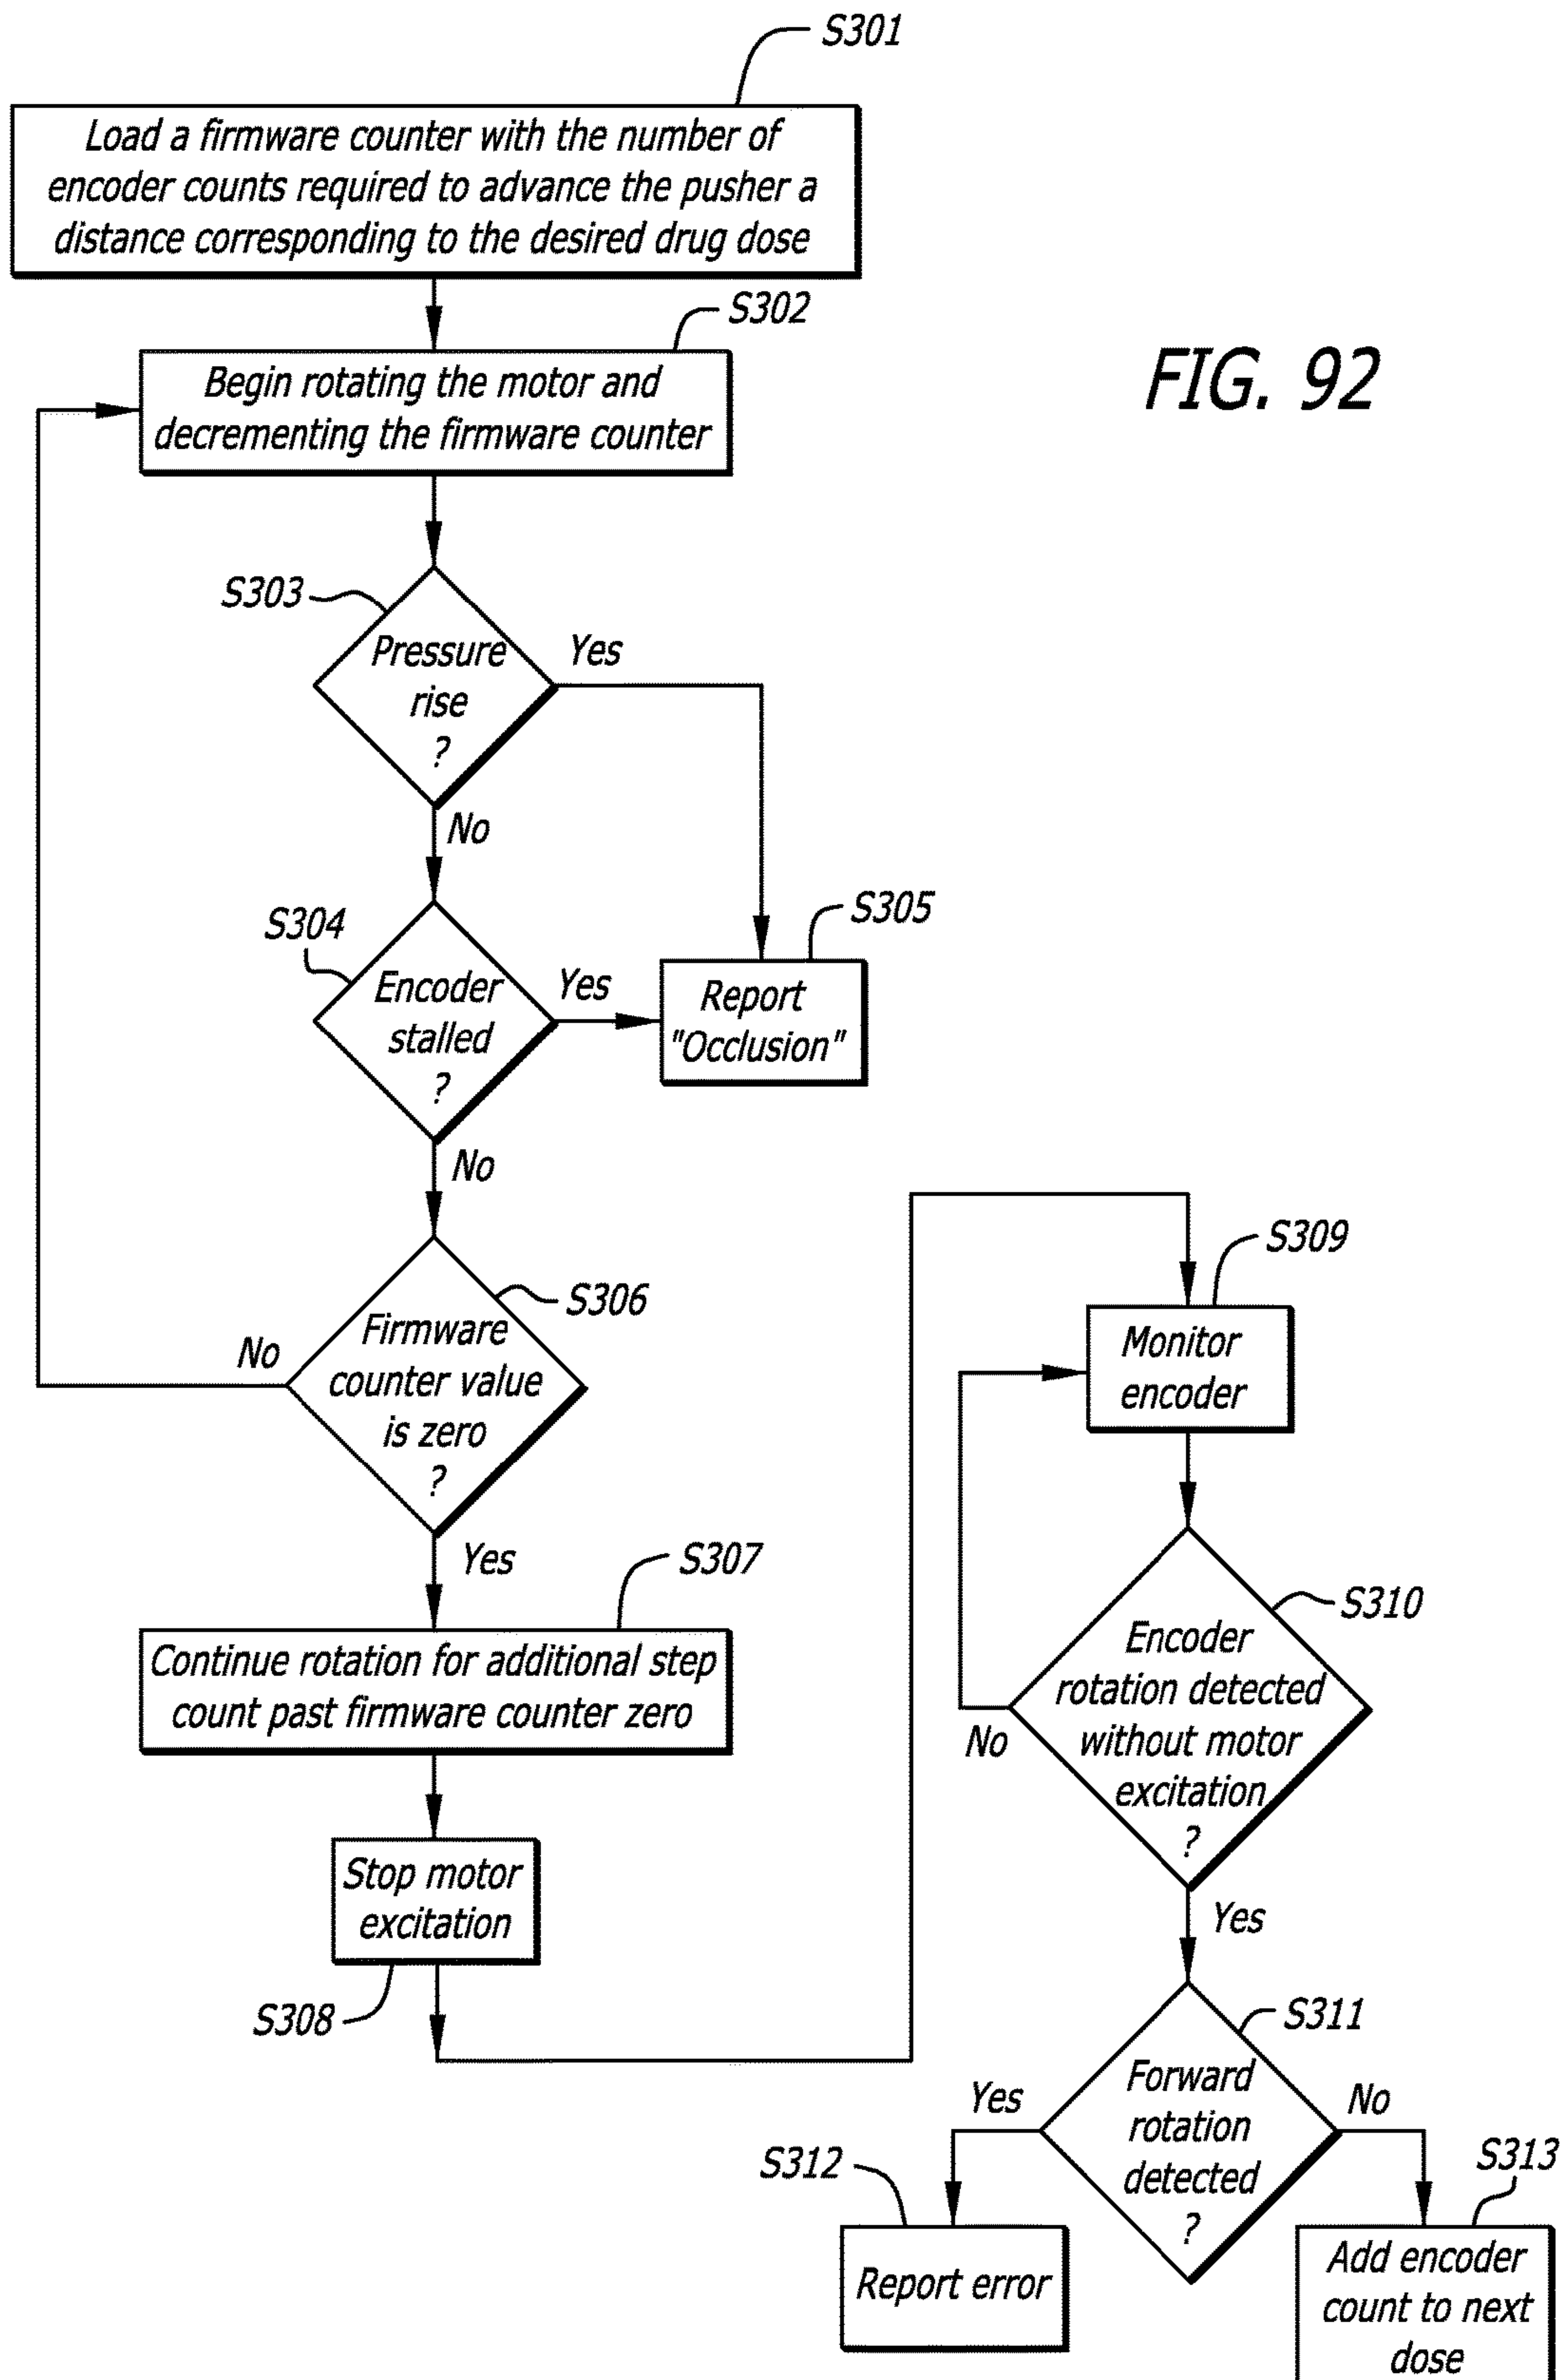 S301
Load a firmware counter with the number of
encoder counts required to advance the pusher a
distance corresponding to the desired drug dose
S302
Begin rotating the motor and
decrementing the firmware counter
FIG. 92
S303
Pressure
rise
?
Yes
No
S304
Encoder
stalled
?
Yes
No
S305
Report
"Occlusion"
S306
Firmware
counter value
is zero
?
No
Yes
S307
Continue rotation for additional step
count past firmware counter zero
Stop motor
excitation
S308
S309
Monitor
encoder
S310
Encoder
rotation detected
without motor
excitation
?
No
Yes
S311
Forward
rotation
detected
?
Yes
No
S312
Report error
S313
Add encoder
count to next
dose